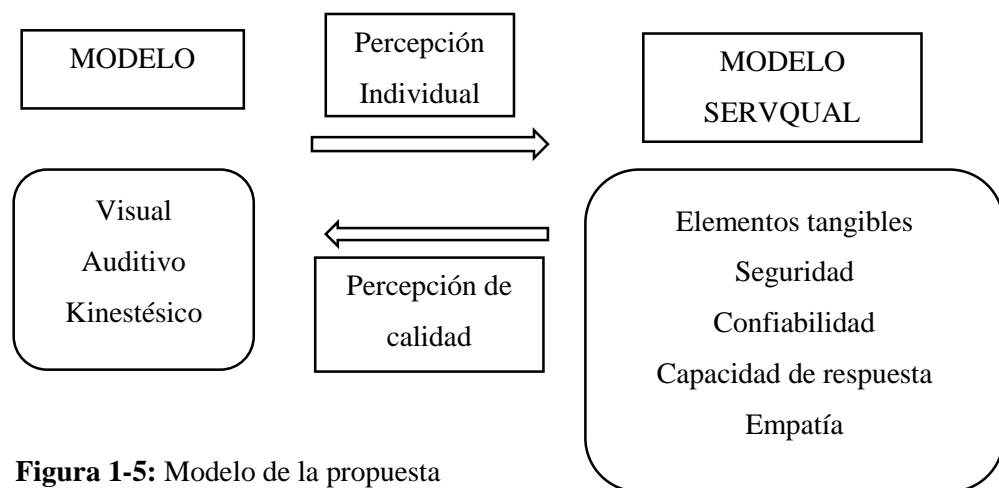 MODELO
Percepción
Individual
MODELO
SERVQUAL
Visual
Auditivo
Kinestésico
Percepción de
calidad
Elementos tangibles
Seguridad
Confiabilidad
Capacidad de respuesta
Empatía
Figura 1-5: Modelo de la propuesta